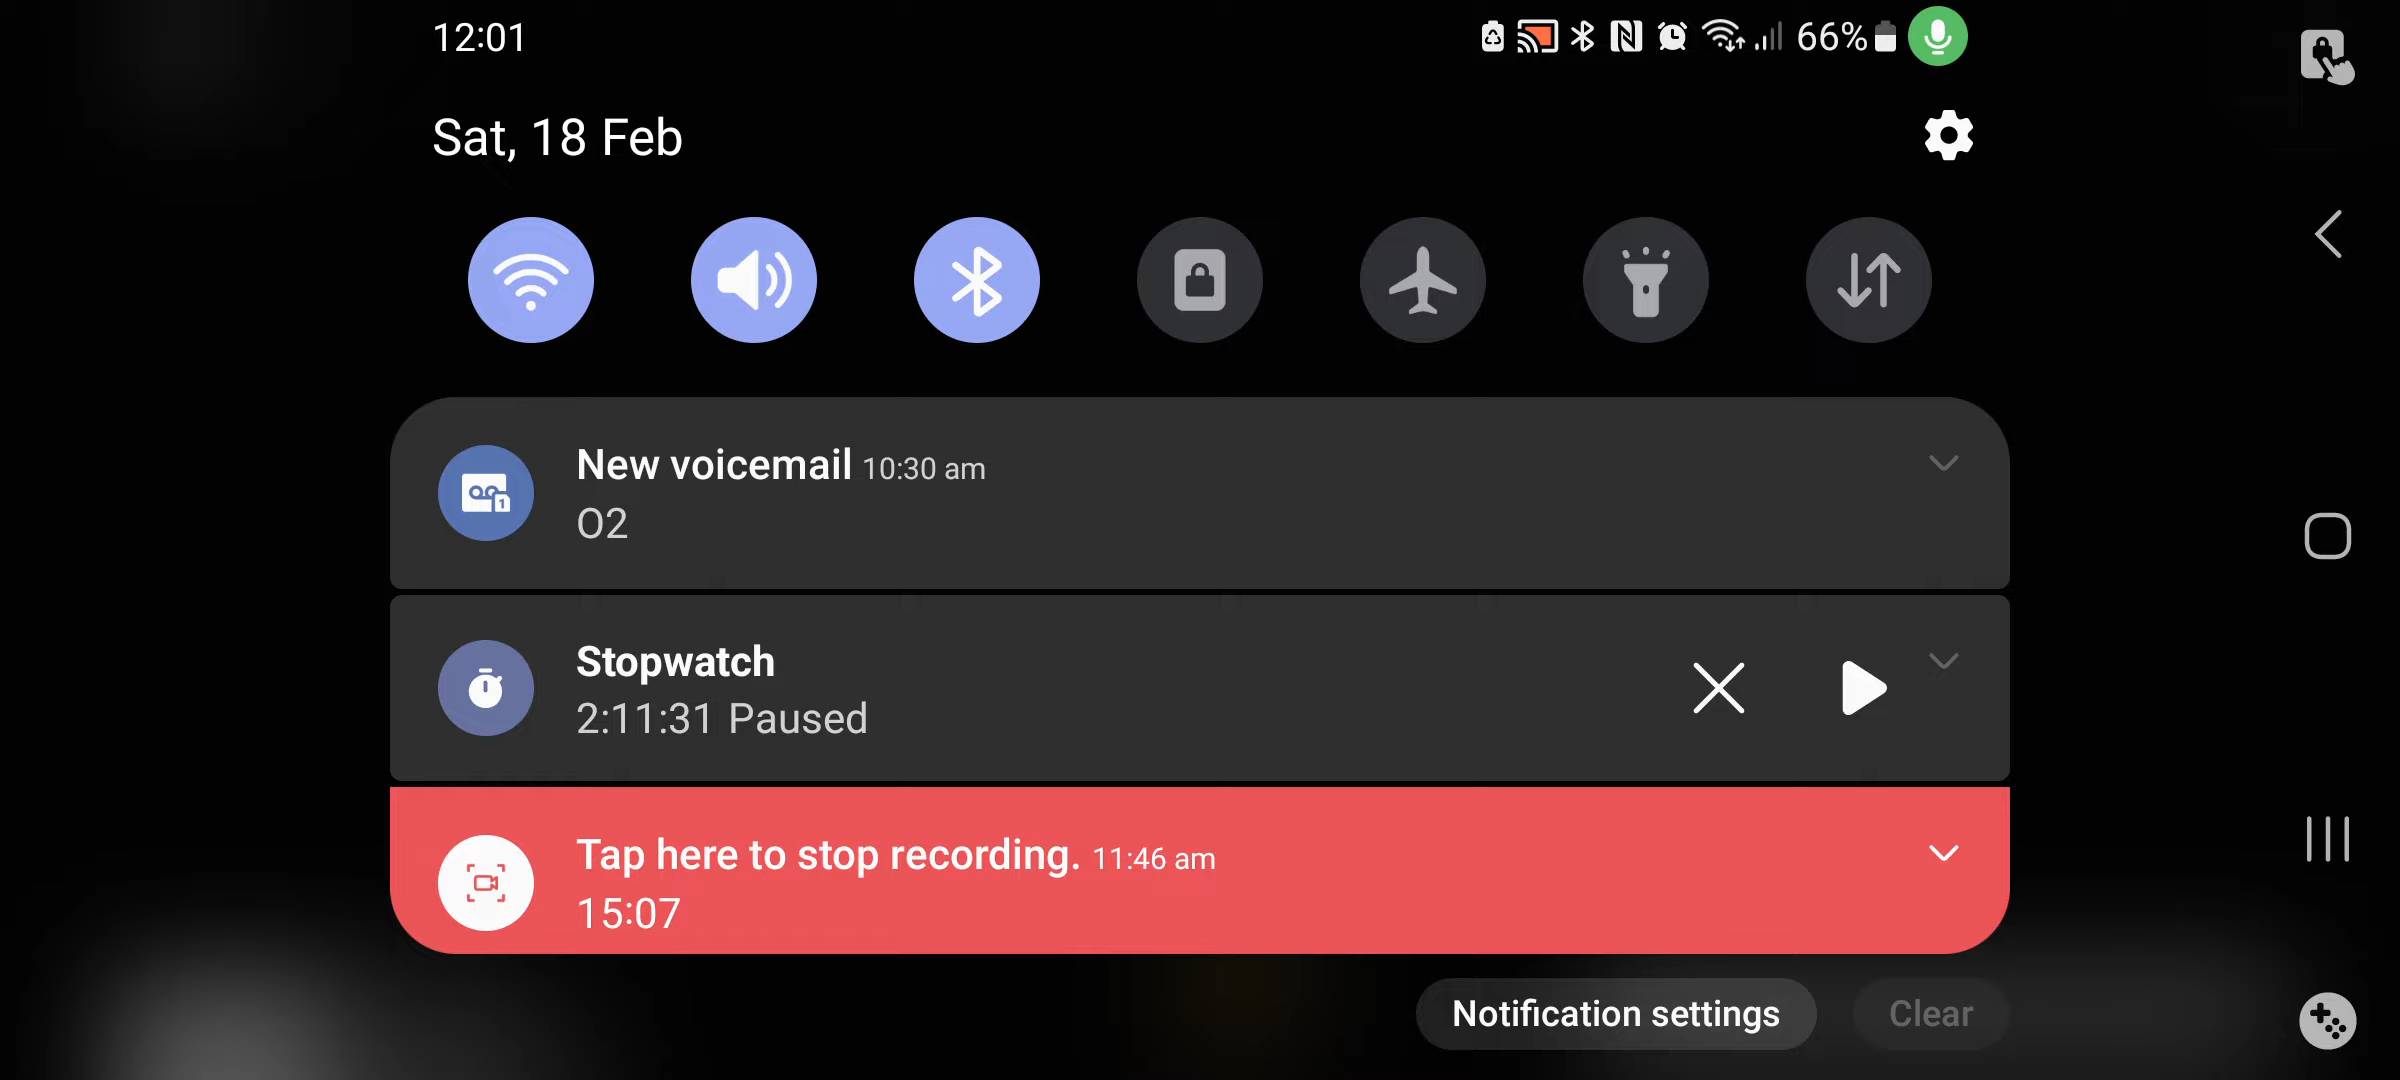 12:01
66%
Sat, 18 Feb
New voicemail 10:30 am
O2
Stopwatch
2:11:31 Paused
Tap here to stop recording. 11:46 am
15:07
Notification settings
Clear